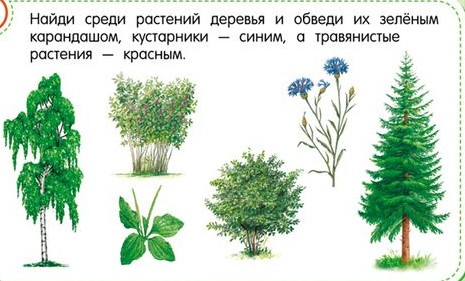 Найди среди растений деревья и обведи их зелёным
карандашом, кустарники — синим, а травянистые
растения — красным.